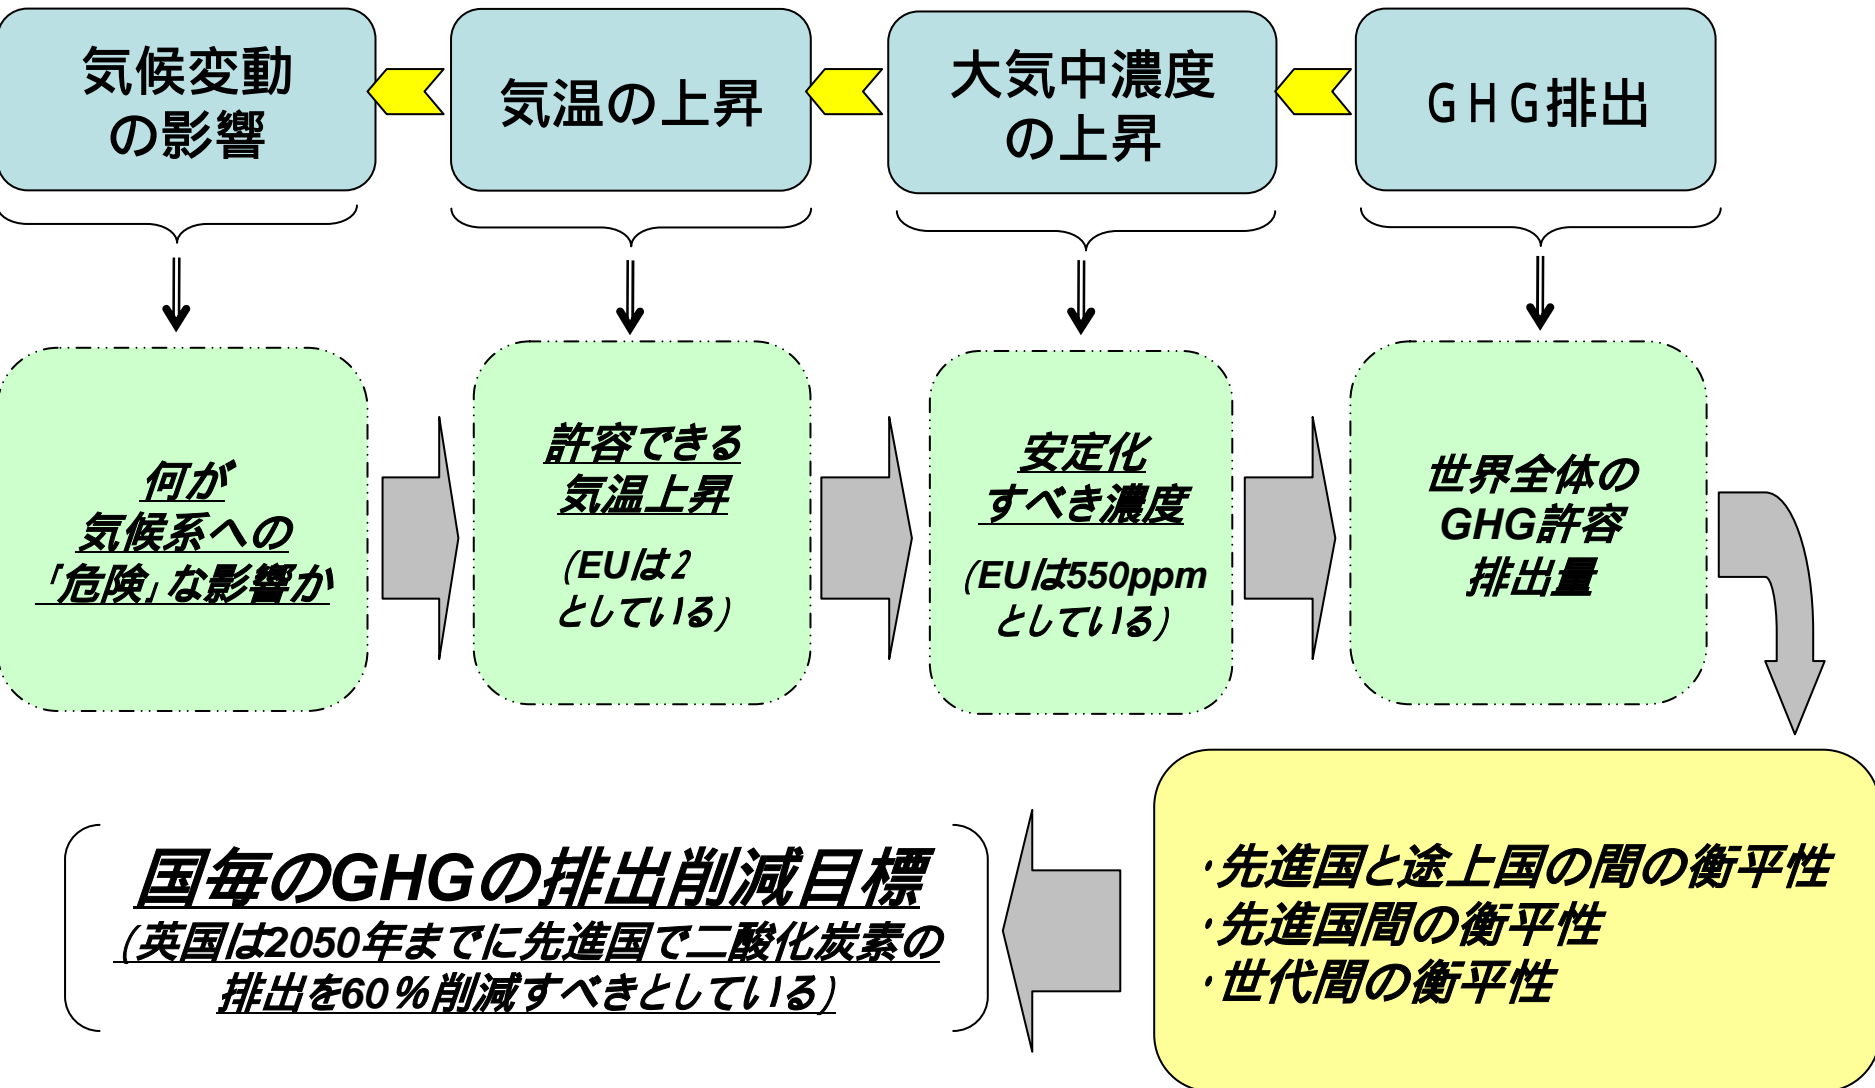 気候変動
の影響
気温の上昇
大気中濃度
の上昇
GHG排出
何が
気候系への
「危険」な影響か
許容できる
気温上昇
(EUは2
としている)
安定化
すべき濃度
(EUは550ppm
としている)
世界全体の
GHG許容
排出量
・先進国と途上国の間の衡平性
・先進国間の衡平性
・世代間の衡平性
国毎のGHGの排出削減目標
(英国は2050年までに先進国で二酸化炭素の
排出を60%削減すべきとしている)